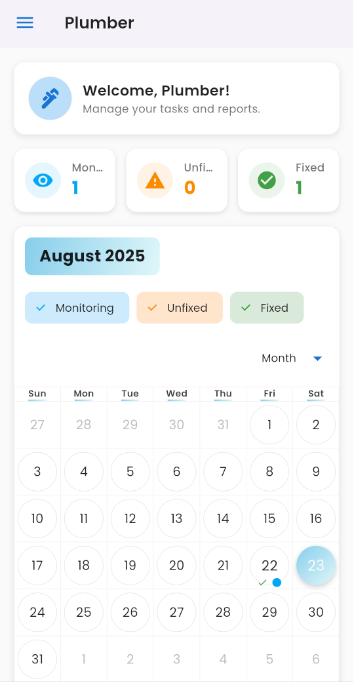 Plumber
Welcome, Plumber!
Manage your tasks and reports.
Mon...
1
Unfi...
0
Fixed
1
August 2025
Monitoring Unfixed Fixed
Month
Sun Mon Tue Wed Thu Fri Sat
27 28 29 30 31 1 2
3 4 5 6 7 8 9
10 11 12 13 14 15 16
17 18 19 20 21 22 23
24 25 26 27 28 29 30
31 1 2 3 4 5 6